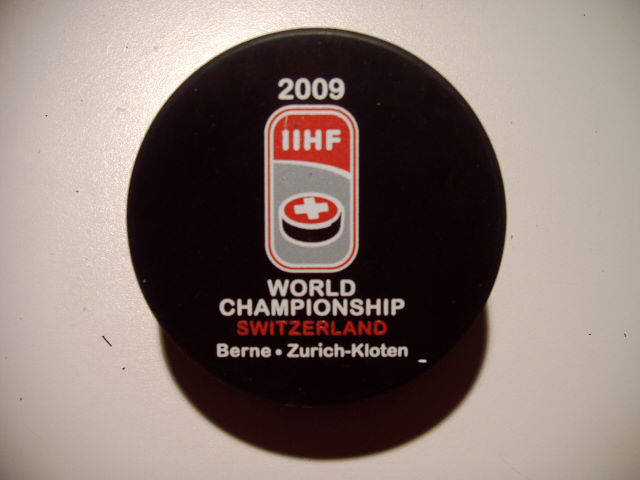 2009
IIHF
WORLD
CHAMPIONSHIP
SWITZERLAND
Berne • Zurich-Kloten